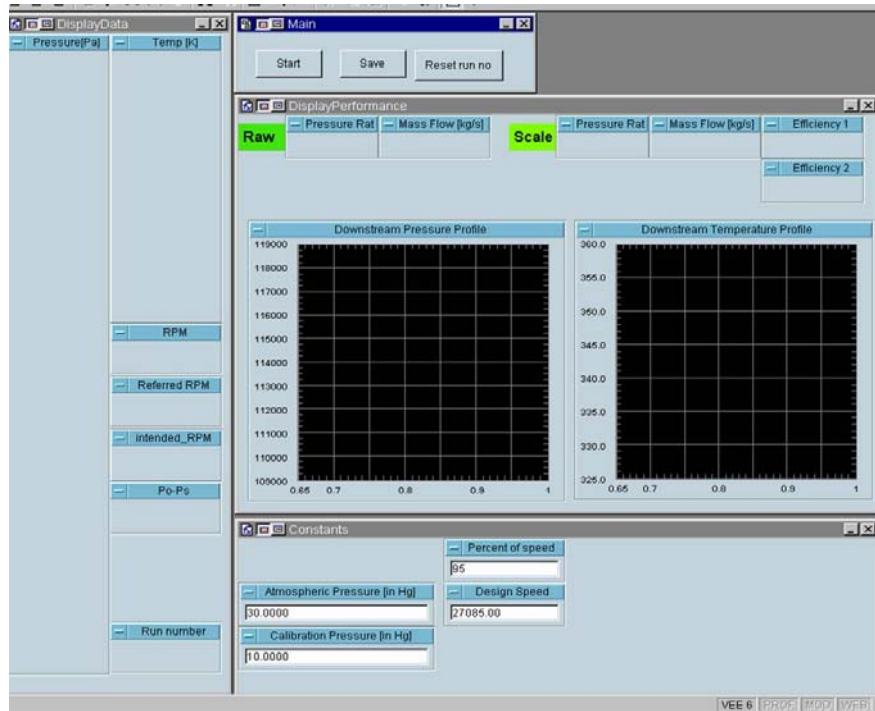 DisplayData
Pressure[Pa]
Temp [K]
RPM
Referred RPM
intended_RPM
Po-Ps
Run number
Main
Start
Save
Reset run no
DisplayPerformance
Raw
Pressure Rat
Mass Flow [kg/s]
Scale
Pressure Rat
Mass Flow [kg/s]
Efficiency 1
Efficiency 2
Downstream Pressure Profile
119000
118000
117000
116000
115000
114000
113000
112000
111000
110000
109000
0.65 0.7 0.8 0.9 1
Downstream Temperature Profile
360.0
355.0
350.0
345.0
340.0
335.0
330.0
325.0
0.65 0.7 0.8 0.9 1
Constants
Percent of speed
95
Atmospheric Pressure [in Hg]
30.0000
Design Speed
27085.00
Calibration Pressure [in Hg]
10.0000
VEE 6 PROF MOD WEB